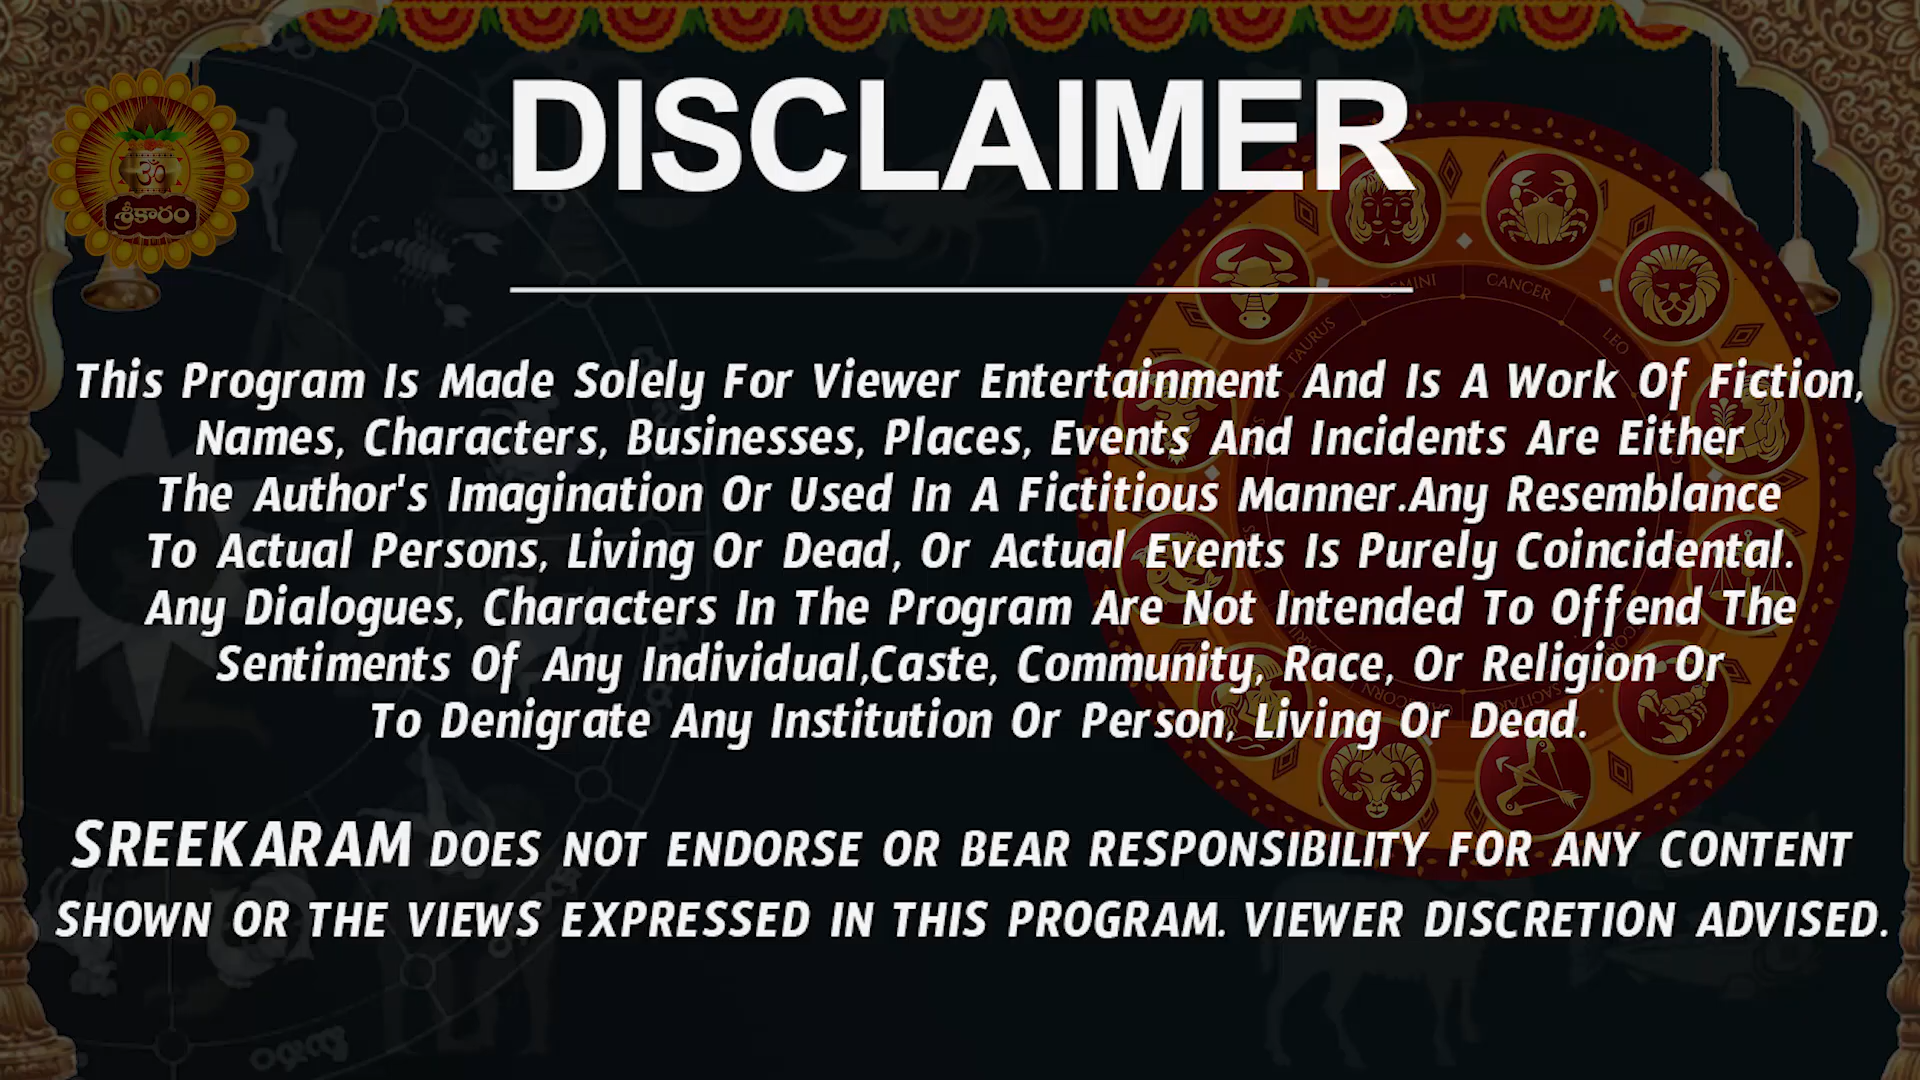 DISCLAIMER
ॐ
శ్రీకారం
GEMINI
CANCER
TAURUS
LEO
This Program Is Made Solely For Viewer Entertainment And Is A Work Of Fiction,
Names, Characters, Businesses, Places, Events And Incidents Are Either
The Author's Imagination Or Used In A Fictitious Manner.Any Resemblance
To Actual Persons, Living Or Dead, Or Actual Events Is Purely Coincidental.
Any Dialogues, Characters In The Program Are Not Intended To Offend The
Sentiments Of Any Individual,Caste, Community, Race, Or Religion Or
To Denigrate Any Institution Or Person, Living Or Dead.
SREEKARAM DOES NOT ENDORSE OR BEAR RESPONSIBILITY FOR ANY CONTENT
SHOWN OR THE VIEWS EXPRESSED IN THIS PROGRAM. VIEWER DISCRETION ADVISED.